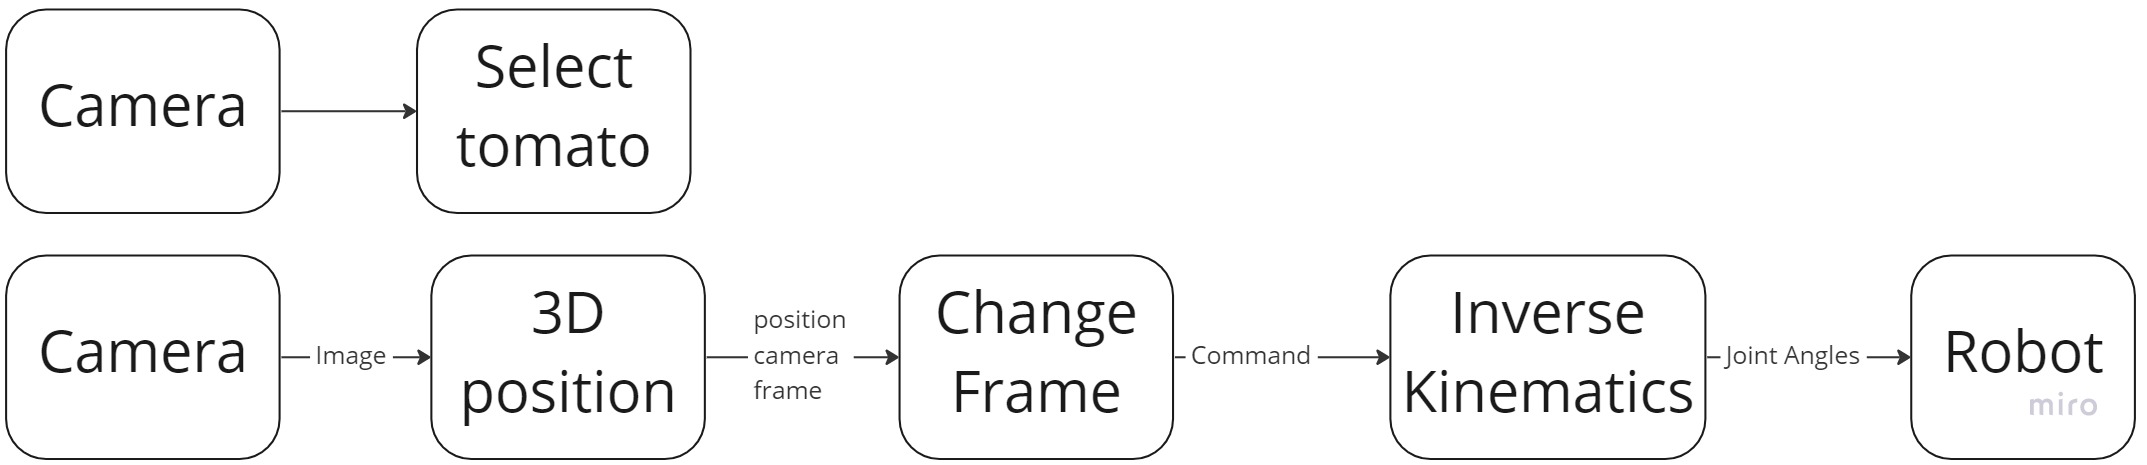 Camera
Select
tomato
Camera
Image
3D
position
position
camera
frame
Change
Frame
Command
Inverse
Kinematics
Joint Angles
Robot
miro